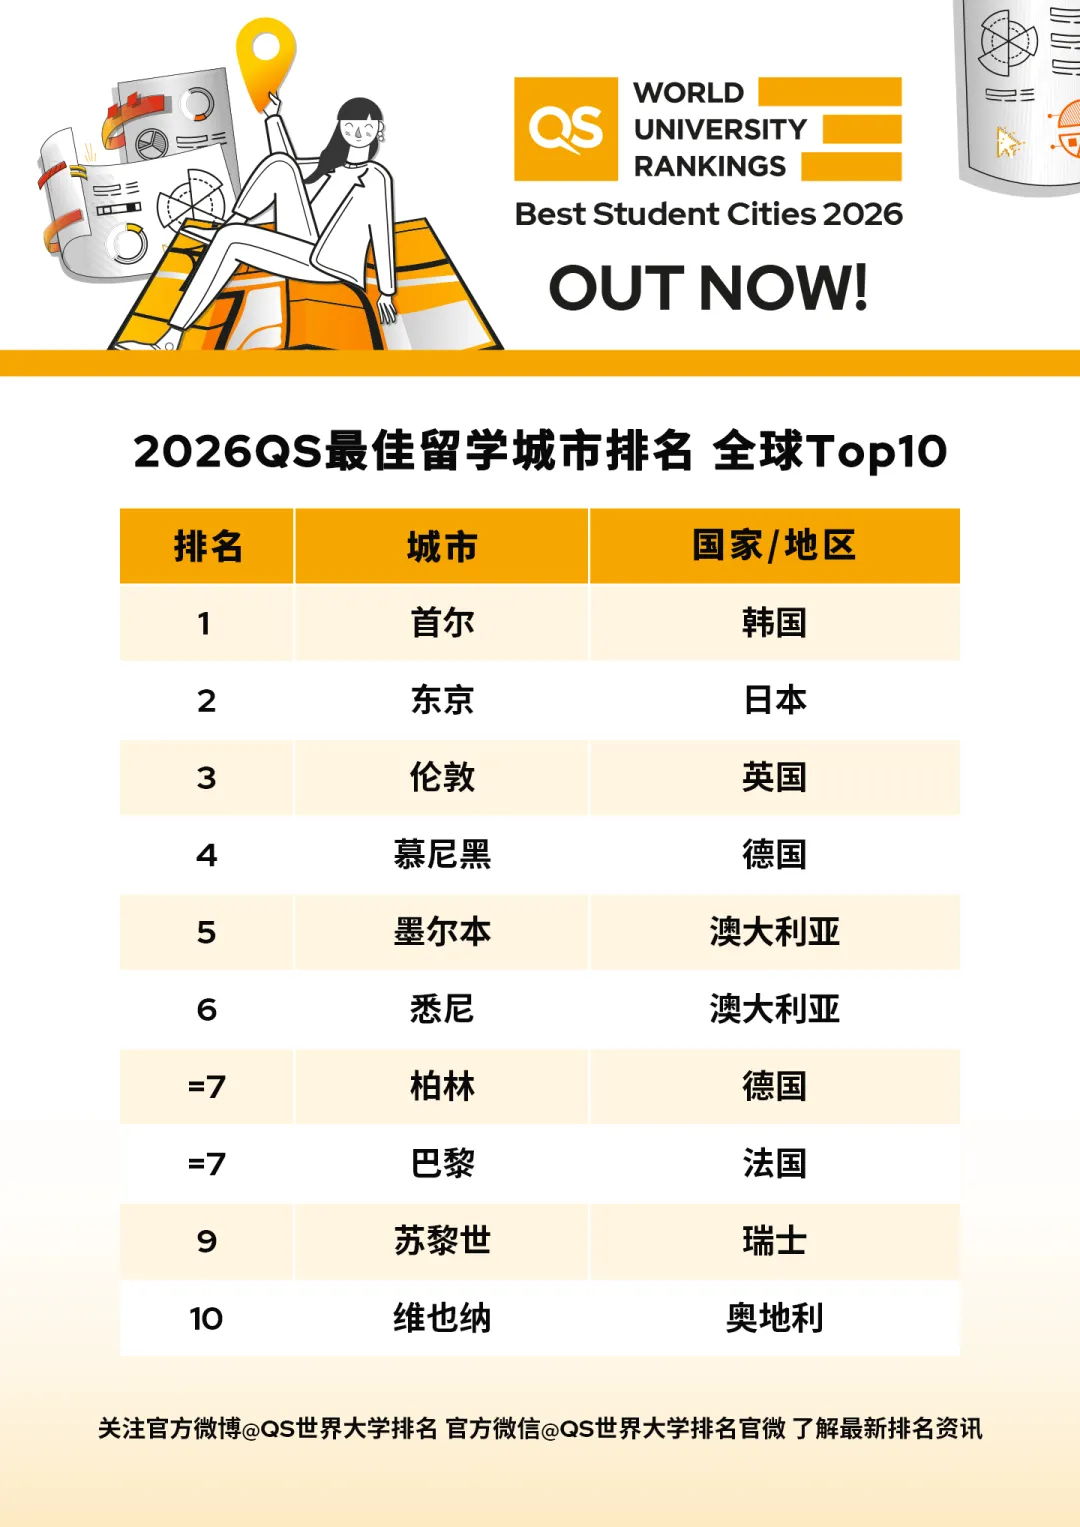 QS
WORLD
UNIVERSITY
RANKINGS
Best Student Cities 2026
OUT NOW!
2026QS最佳留学城市排名 全球Top10
排名 城市 国家/地区
1 首尔 韩国
2 东京 日本
3 伦敦 英国
4 慕尼黑 德国
5 墨尔本 澳大利亚
6 悉尼 澳大利亚
=7 柏林 德国
=7 巴黎 法国
9 苏黎世 瑞士
10 维也纳 奥地利
关注官方微博@QS世界大学排名 官方微信@QS世界大学排名官微 了解最新排名资讯